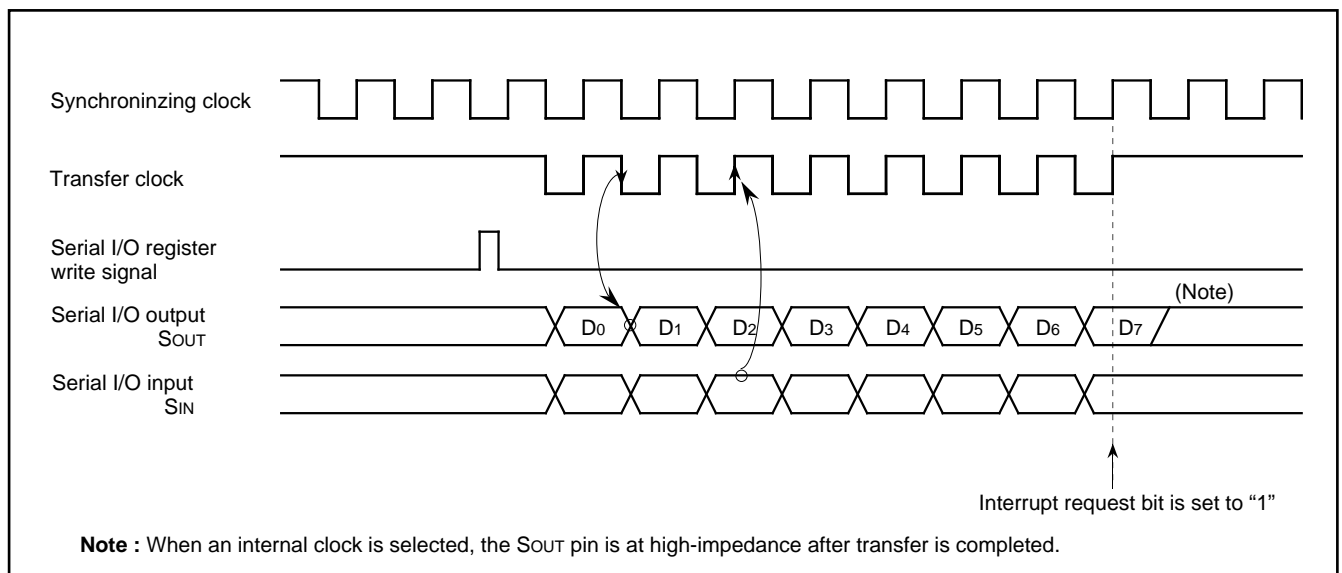 Synchroninzing clock
Transfer clock
Serial I/O register
write signal
(Note)
Serial I/O output
SOUT
D0 D1 D2 D3 D4 D5 D6 D7
Serial I/O input
SIN
Interrupt request bit is set to “1”
Note : When an internal clock is selected, the SOUT pin is at high-impedance after transfer is completed.